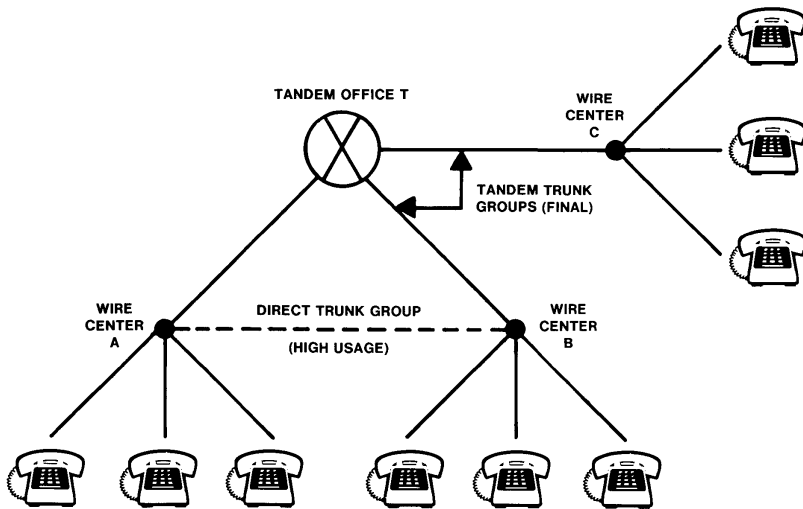 TANDEM OFFICE T
WIRE
CENTER
C
TANDEM TRUNK
GROUPS (FINAL)
WIRE
CENTER
A
DIRECT TRUNK GROUP
(HIGH USAGE)
WIRE
CENTER
B